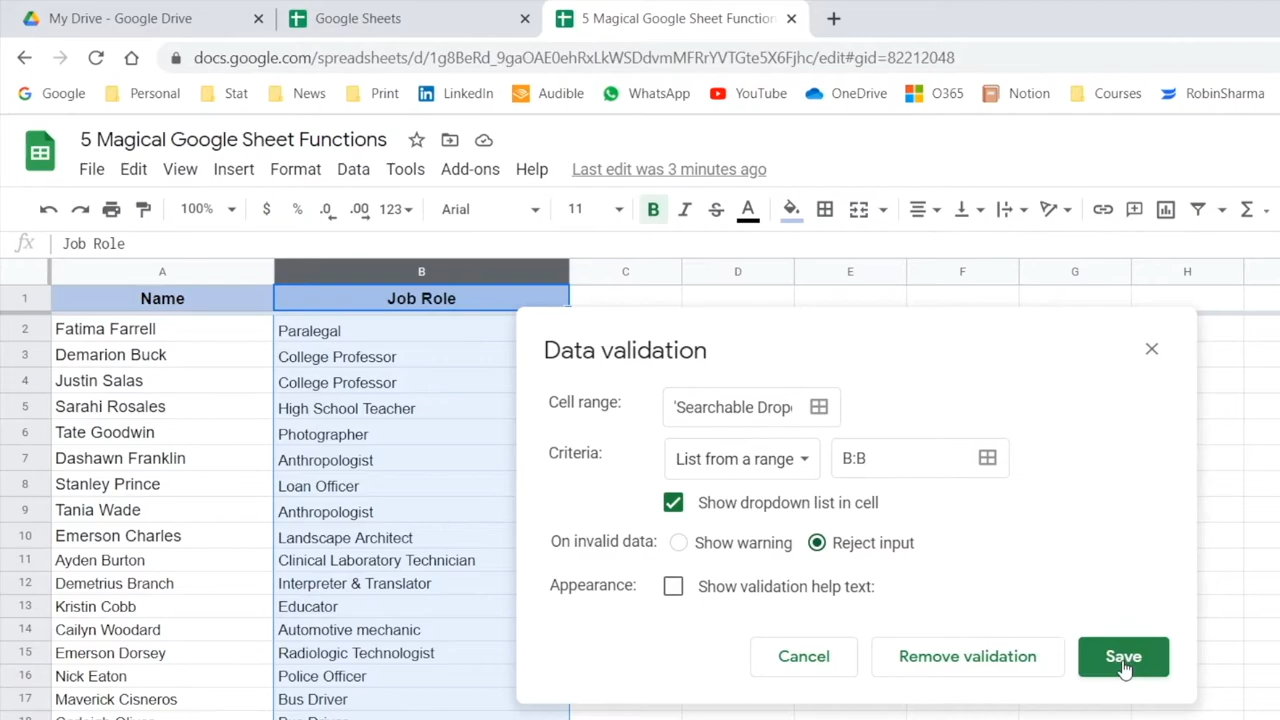 My Drive - Google Drive
Google Sheets
5 Magical Google Sheet Function
docs.google.com/spreadsheets/d/1g8BeRd_9gaOAE0ehRxLkWSDdvmMFRrYVTGte5X6Fjhc/edit#gid=82212048
Google Personal Stat News Print LinkedIn Audible WhatsApp YouTube OneDrive O365 Notion Courses RobinSharma
5 Magical Google Sheet Functions
File Edit View Insert Format Data Tools Add-ons Help Last edit was 3 minutes ago
100% $ % .0 .00 123 Arial 11 B I S A Σ
fx Job Role
A B C D E F G H
1 Name Job Role
2 Fatima Farrell Paralegal
3 Demarion Buck College Professor
4 Justin Salas College Professor
5 Sarahi Rosales High School Teacher
6 Tate Goodwin Photographer
7 Dashawn Franklin Anthropologist
8 Stanley Prince Loan Officer
9 Tania Wade Anthropologist
10 Emerson Charles Landscape Architect
11 Ayden Burton Clinical Laboratory Technician
12 Demetrius Branch Interpreter & Translator
13 Kristin Cobb Educator
14 Cailyn Woodard Automotive mechanic
15 Emerson Dorsey Radiologic Technologist
16 Nick Eaton Police Officer
17 Maverick Cisneros Bus Driver
Data validation
Cell range: 'Searchable Drop
Criteria: List from a range B:B
Show dropdown list in cell
On invalid data: Show warning Reject input
Appearance: Show validation help text:
Cancel Remove validation Save